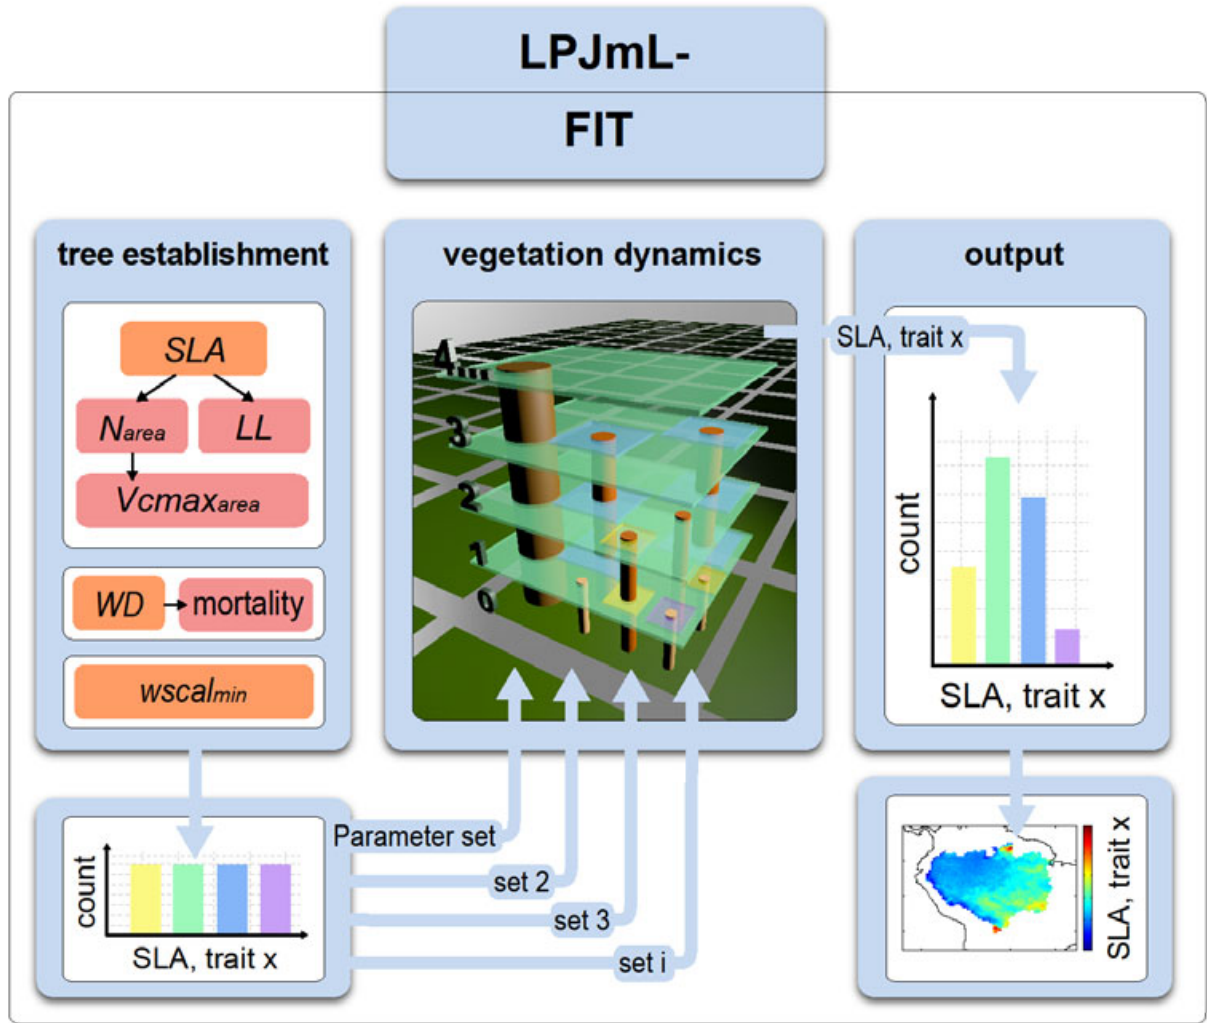 LPJmL-
FIT
tree establishment
SLA
Narea
LL
Vcmaxarea
WD
mortality
wscalmin
count
SLA, trait x
vegetation dynamics
4
3
2
1
0
Parameter set
set 2
set 3
set i
output
SLA, trait x
count
SLA, trait x
SLA, trait x